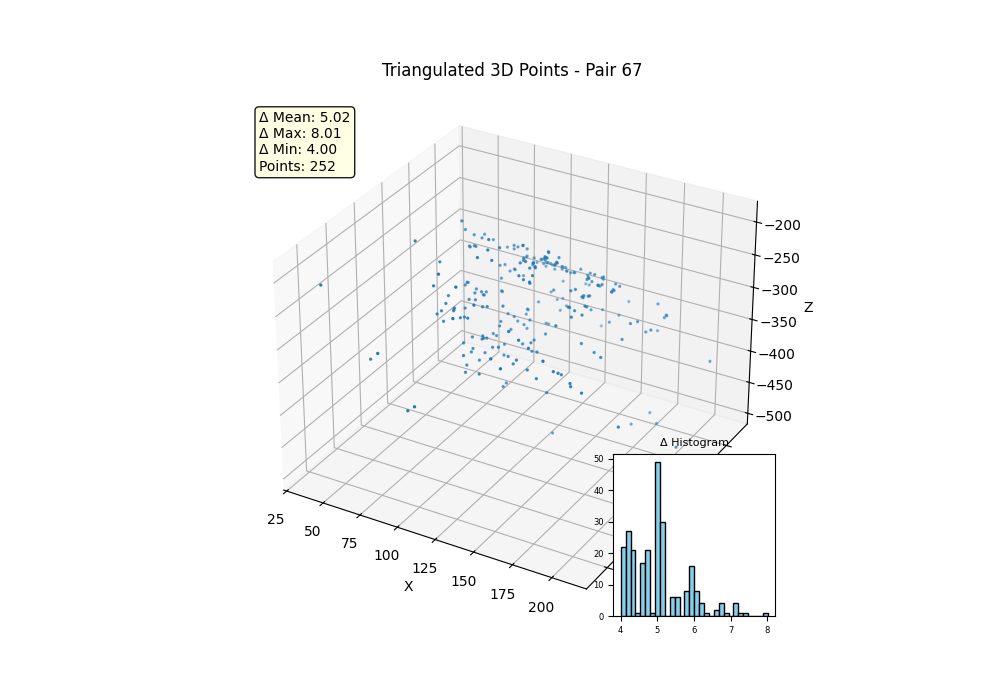 Triangulated 3D Points - Pair 67
Δ Mean: 5.02
Δ Max: 8.01
Δ Min: 4.00
Points: 252
−200
−250
−300
Z
−350
−400
−450
−500
Δ Histogram
50
40
30
20
10
0
4 5 6 7 8
25
50
75
100
125
150
175
200
X